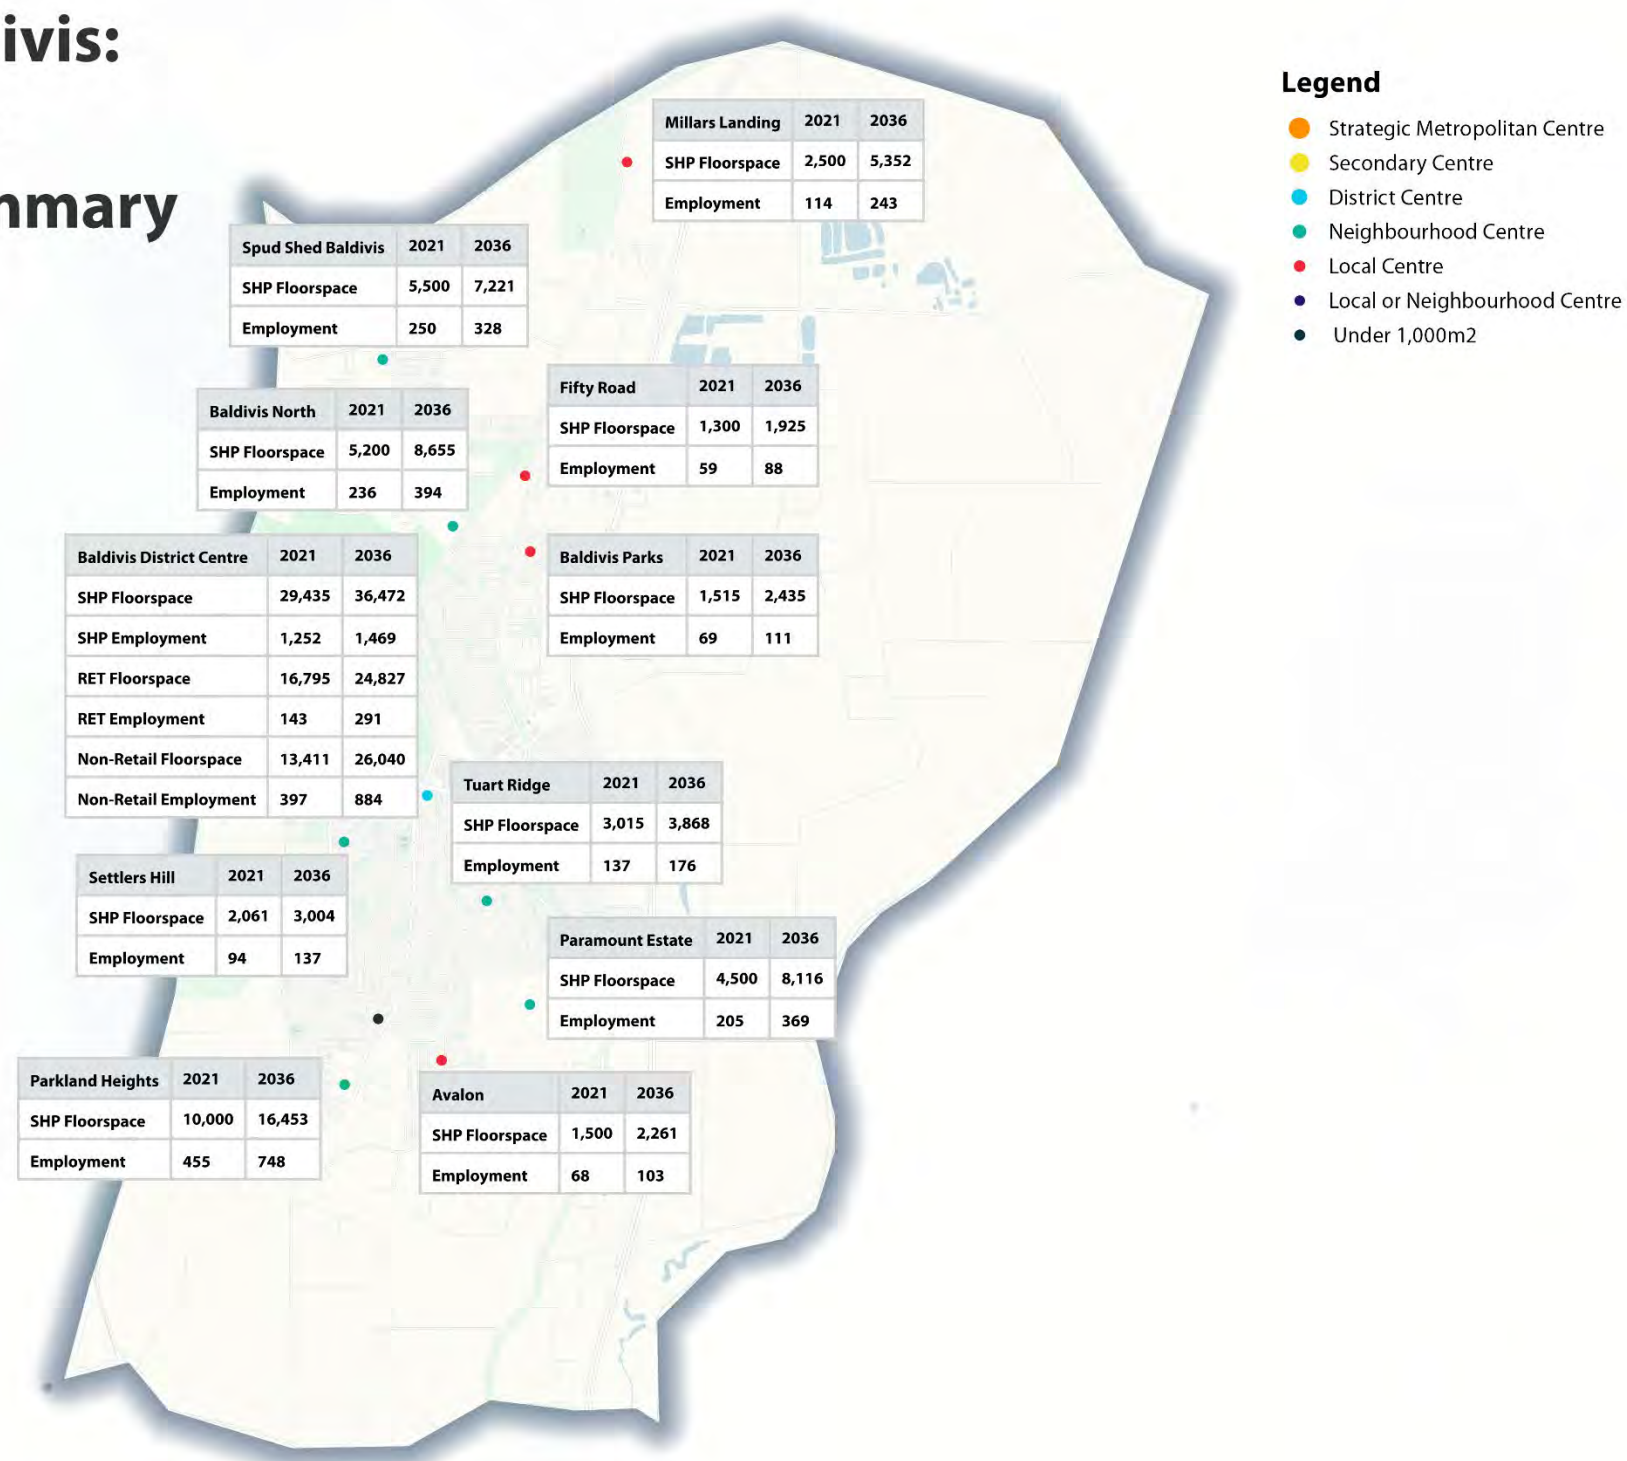 ivis:
nmary
Legend
Strategic Metropolitan Centre
Secondary Centre
District Centre
Neighbourhood Centre
Local Centre
Local or Neighbourhood Centre
Under 1,000m2
Millars Landing 2021 2036
SHP Floorspace 2,500 5,352
Employment 114 243
Spud Shed Baldivis 2021 2036
SHP Floorspace 5,500 7,221
Employment 250 328
Fifty Road 2021 2036
SHP Floorspace 1,300 1,925
Employment 59 88
Baldivis North 2021 2036
SHP Floorspace 5,200 8,655
Employment 236 394
Baldivis District Centre 2021 2036
SHP Floorspace 29,435 36,472
SHP Employment 1,252 1,469
RET Floorspace 16,795 24,827
RET Employment 143 291
Non-Retail Floorspace 13,411 26,040
Non-Retail Employment 397 884
Baldivis Parks 2021 2036
SHP Floorspace 1,515 2,435
Employment 69 111
Tuart Ridge 2021 2036
SHP Floorspace 3,015 3,868
Employment 137 176
Settlers Hill 2021 2036
SHP Floorspace 2,061 3,004
Employment 94 137
Paramount Estate 2021 2036
SHP Floorspace 4,500 8,116
Employment 205 369
Parkland Heights 2021 2036
SHP Floorspace 10,000 16,453
Employment 455 748
Avalon 2021 2036
SHP Floorspace 1,500 2,261
Employment 68 103